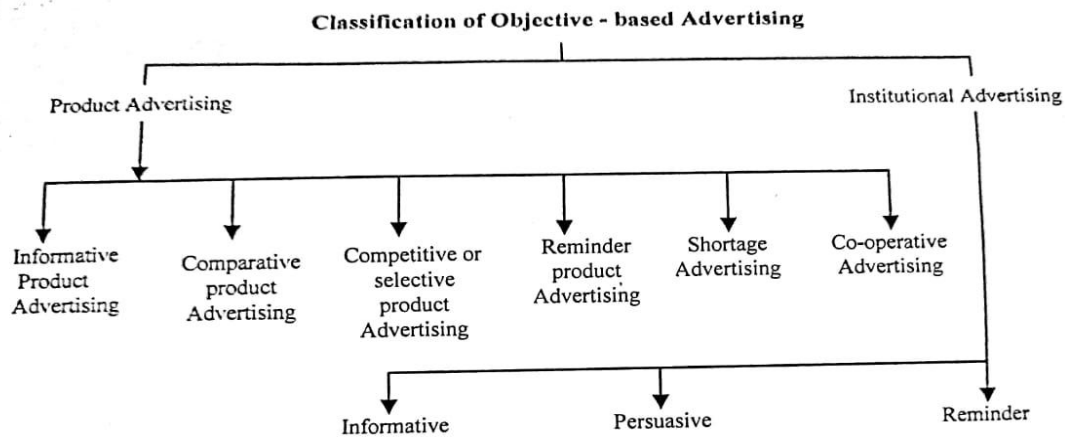 Classification of Objective - based Advertising
Product Advertising
Institutional Advertising
Informative
Product
Advertising
Comparative
product
Advertising
Competitive or
selective
product
Advertising
Reminder
product
Advertising
Shortage
Advertising
Co-operative
Advertising
Informative
Persuasive
Reminder